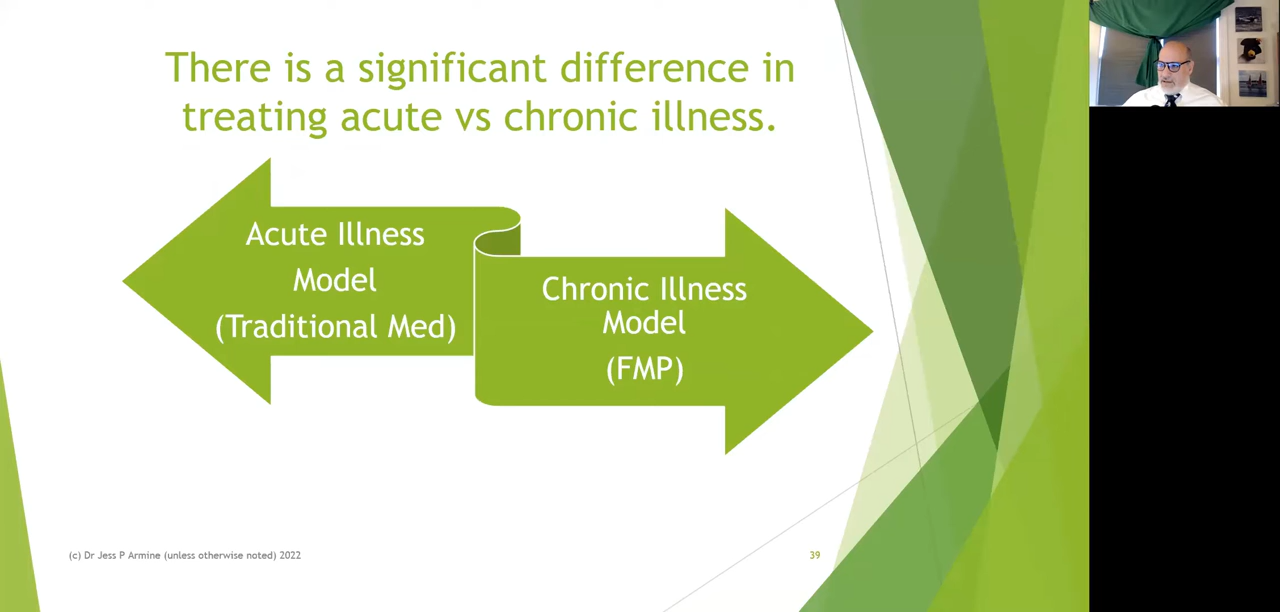 There is a significant difference in
treating acute vs chronic illness.
Acute Illness
Model
(Traditional Med)
Chronic Illness
Model
(FMP)
(c) Dr Jess P Armine (unless otherwise noted) 2022
39